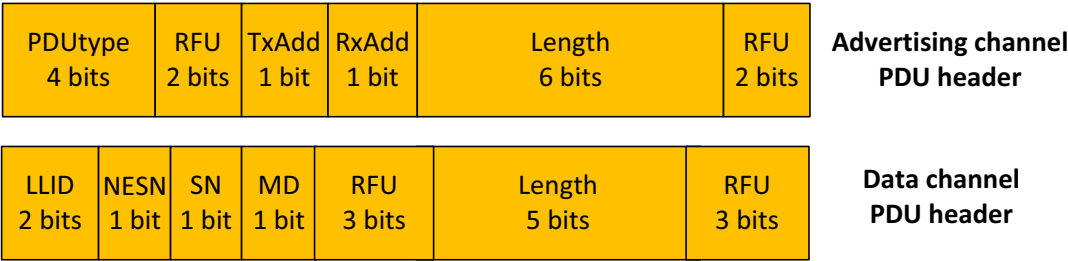 PDUtype RFU TxAdd RxAdd Length RFU
4 bits 2 bits 1 bit 1 bit 6 bits 2 bits
Advertising channel
PDU header
LLID NESN SN MD RFU Length RFU
2 bits 1 bit 1 bit 1 bit 3 bits 5 bits 3 bits
Data channel
PDU header